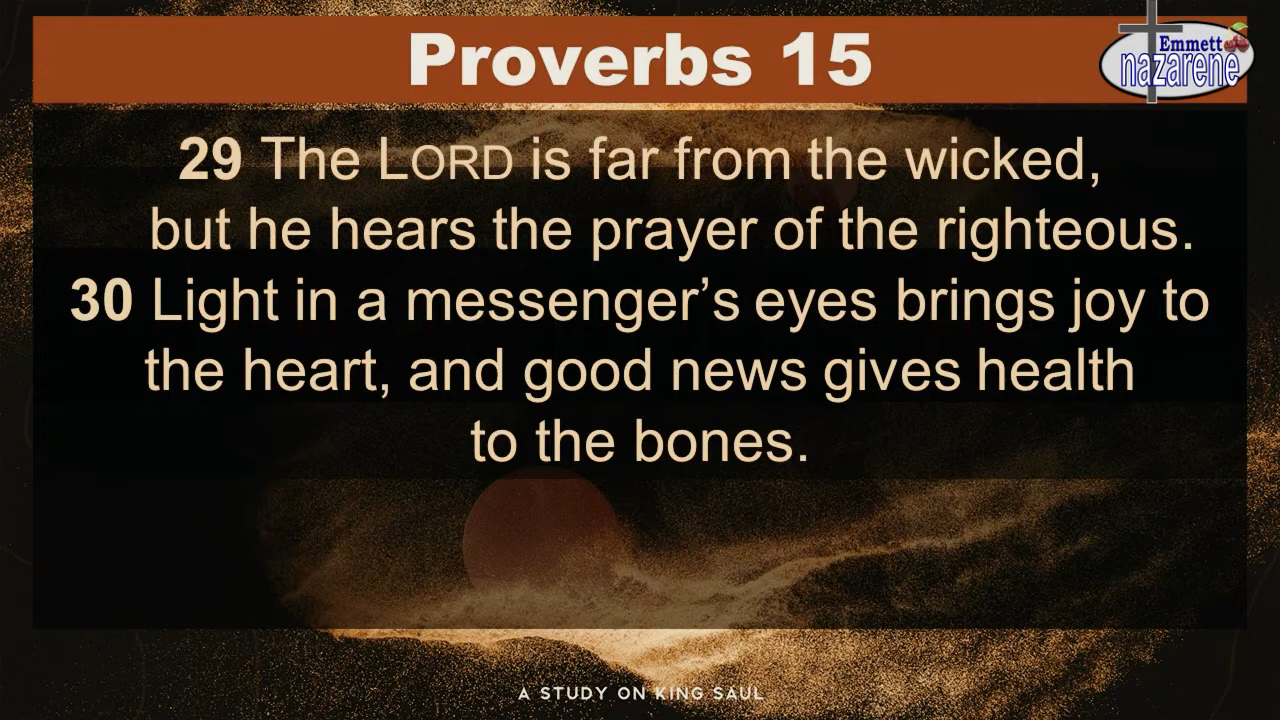 Proverbs 15
Emmett
nazarene
29 The LORD is far from the wicked,
but he hears the prayer of the righteous.
30 Light in a messenger’s eyes brings joy to
the heart, and good news gives health
to the bones.
A STUDY ON KING SAUL